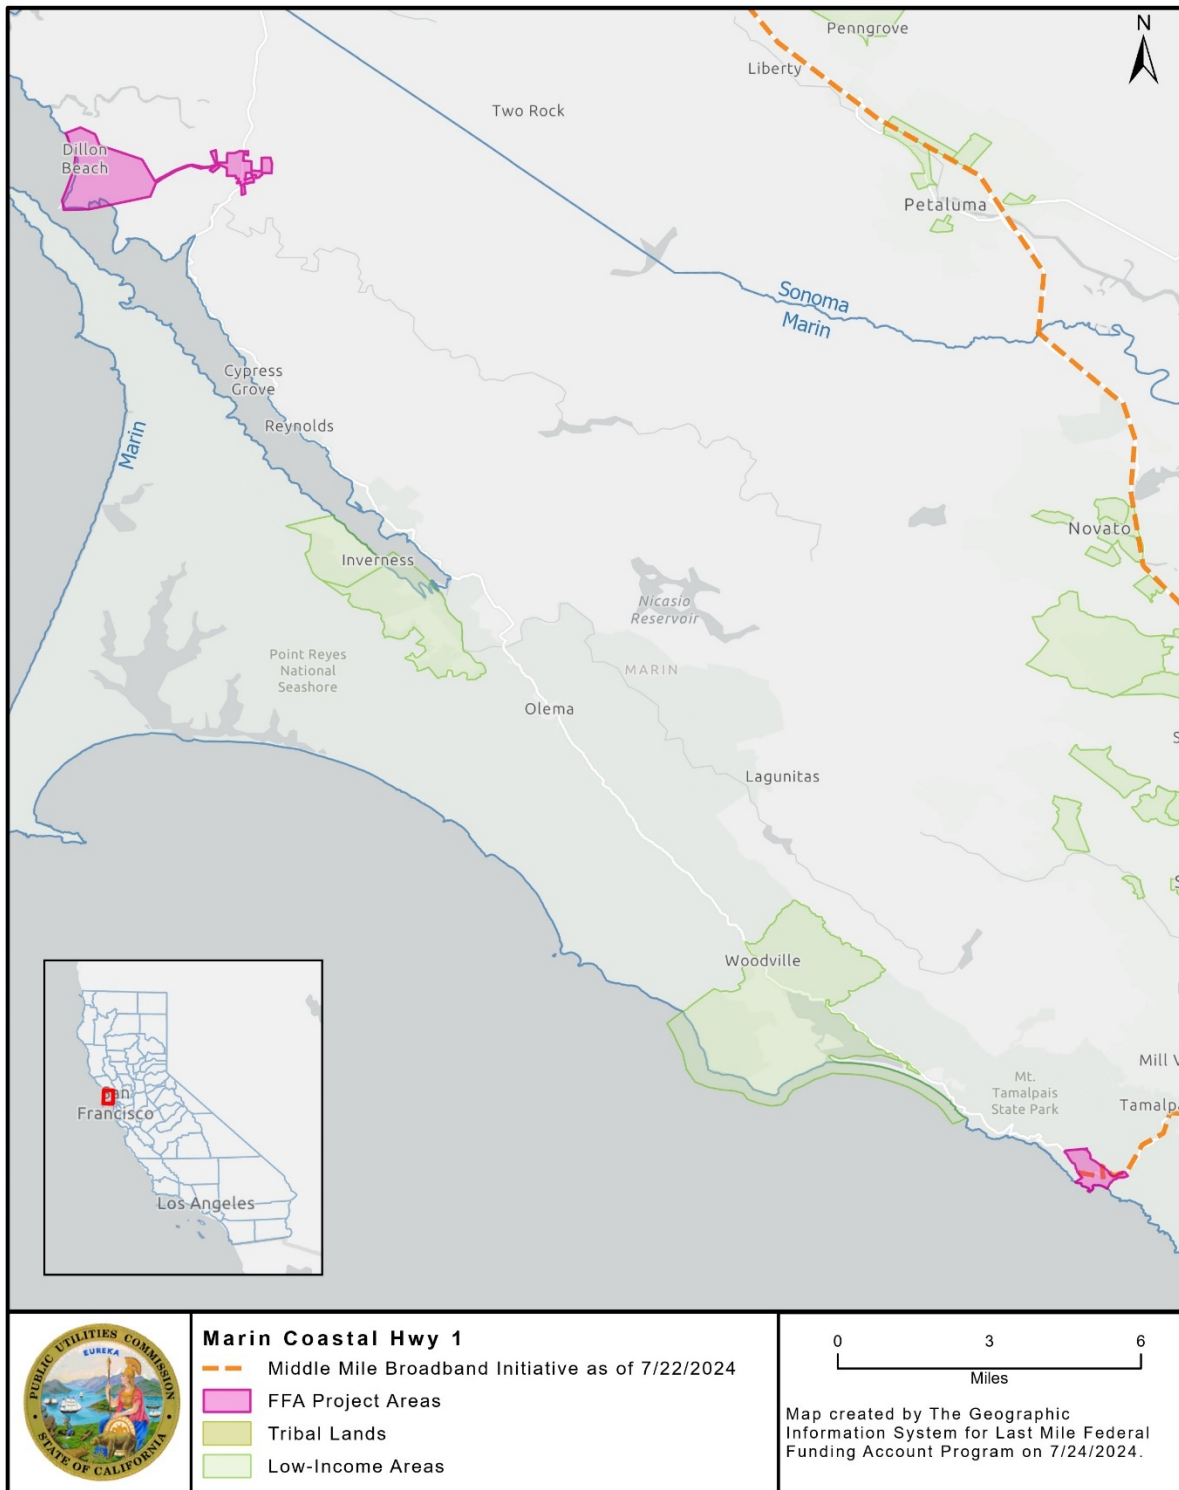 N
Penngrove
Liberty
Two Rock
Dillon
Beach
Petaluma
Sonoma
Marin
Cypress
Grove
Reynolds
Marin
Novato
Inverness
Nicasio
Reservoir
Point Reyes
National
Seashore
MARIN
Olema
S
Lagunitas
S
Woodville
Mill V
Mt.
Tamalpais
State Park
Tamalpa
San
Francisco
Los Angeles
PUBLIC UTILITIES COMMISSION
EUREKA
STATE OF CALIFORNIA
Marin Coastal Hwy 1
Middle Mile Broadband Initiative as of 7/22/2024
FFA Project Areas
Tribal Lands
Low-Income Areas
0 3 6
Miles
Map created by The Geographic
Information System for Last Mile Federal
Funding Account Program on 7/24/2024.